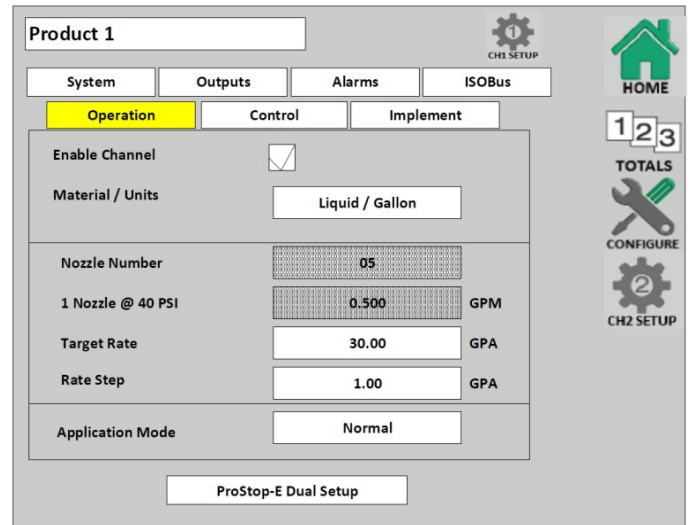 Product 1
1
CH1 SETUP
HOME
System Outputs Alarms ISOBus
Operation Control Implement
1 2 3
TOTALS
Enable Channel
Material / Units Liquid / Gallon
CONFIGURE
Nozzle Number 05
1 Nozzle @ 40 PSI 0.500 GPM
2
CH2 SETUP
Target Rate 30.00 GPA
Rate Step 1.00 GPA
Application Mode Normal
ProStop-E Dual Setup